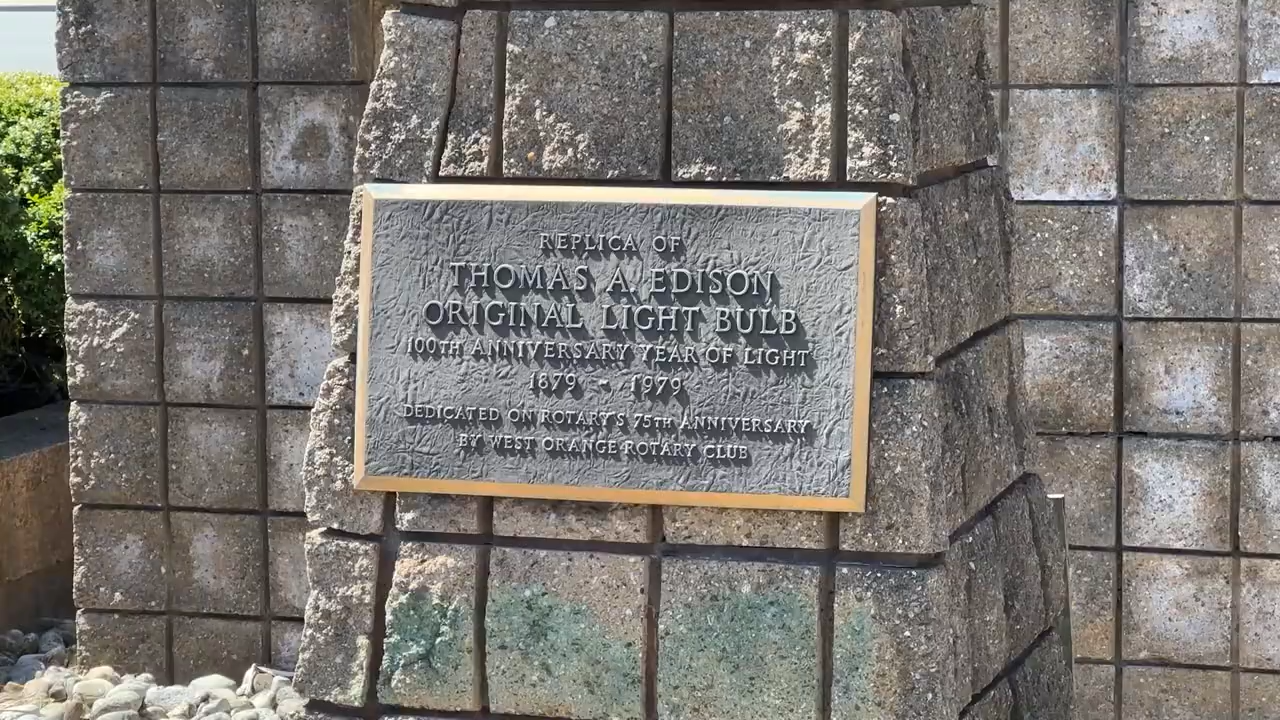 REPLICA OF
THOMAS A. EDISON
ORIGINAL LIGHT BULB
100TH ANNIVERSARY YEAR OF LIGHT
1879 - 1979
DEDICATED ON ROTARY'S 75TH ANNIVERSARY
BY WEST ORANGE ROTARY CLUB